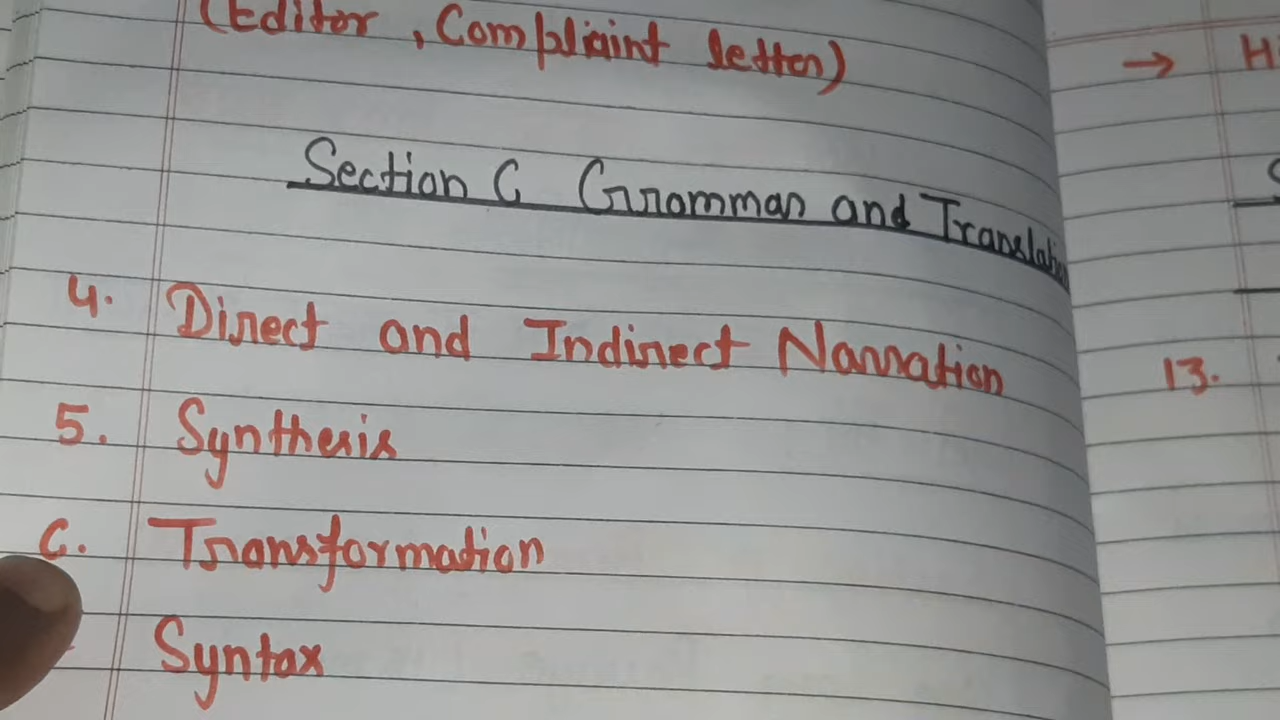 (Editor , Complaint letter)
Section C Grammar and Translation
4. Direct and Indirect Narration
5. Synthesis
6. Transformation
Syntax
→
13.